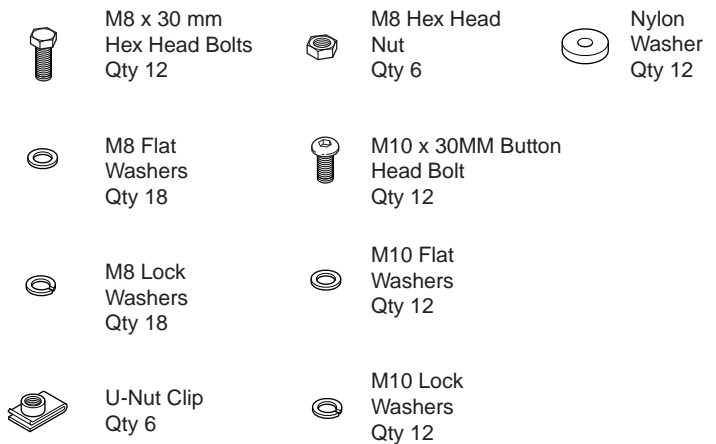 M8 x 30 mm
Hex Head Bolts
Qty 12
M8 Hex Head
Nut
Qty 6
Nylon
Washer
Qty 12
M8 Flat
Washers
Qty 18
M10 x 30MM Button
Head Bolt
Qty 12
M8 Lock
Washers
Qty 18
M10 Flat
Washers
Qty 12
U-Nut Clip
Qty 6
M10 Lock
Washers
Qty 12